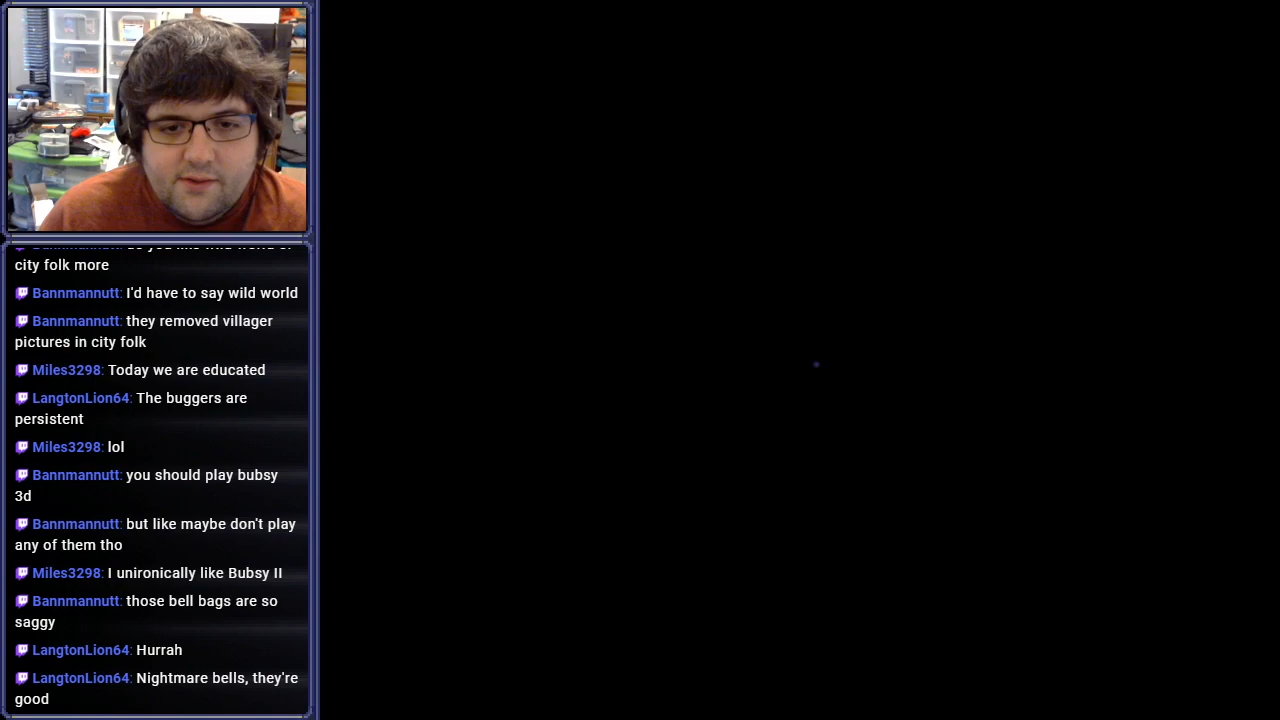 city folk more
Bannmannutt: I'd have to say wild world
Bannmannutt: they removed villager
pictures in city folk
Miles3298: Today we are educated
LangtonLion64: The buggers are
persistent
Miles3298: lol
Bannmannutt: you should play bubsy
3d
Bannmannutt: but like maybe don't play
any of them tho
Miles3298: I unironically like Bubsy II
Bannmannutt: those bell bags are so
saggy
LangtonLion64: Hurrah
LangtonLion64: Nightmare bells, they're
good